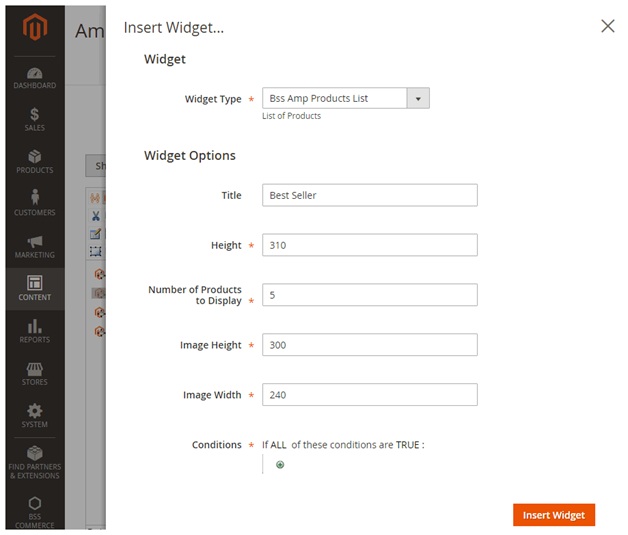 Insert Widget...
Am
Widget
DASHBOARD
Widget Type * Bss Amp Products List
List of Products
$
SALES
Widget Options
Sh
PRODUCTS
Title Best Seller
CUSTOMERS
Height * 310
MARKETING
Number of Products
to Display * 5
CONTENT
Image Height * 300
REPORTS
Image Width * 240
STORES
SYSTEM
Conditions * If ALL of these conditions are TRUE :
FIND PARTNERS
& EXTENSIONS
BSS
COMMERCE
Insert Widget